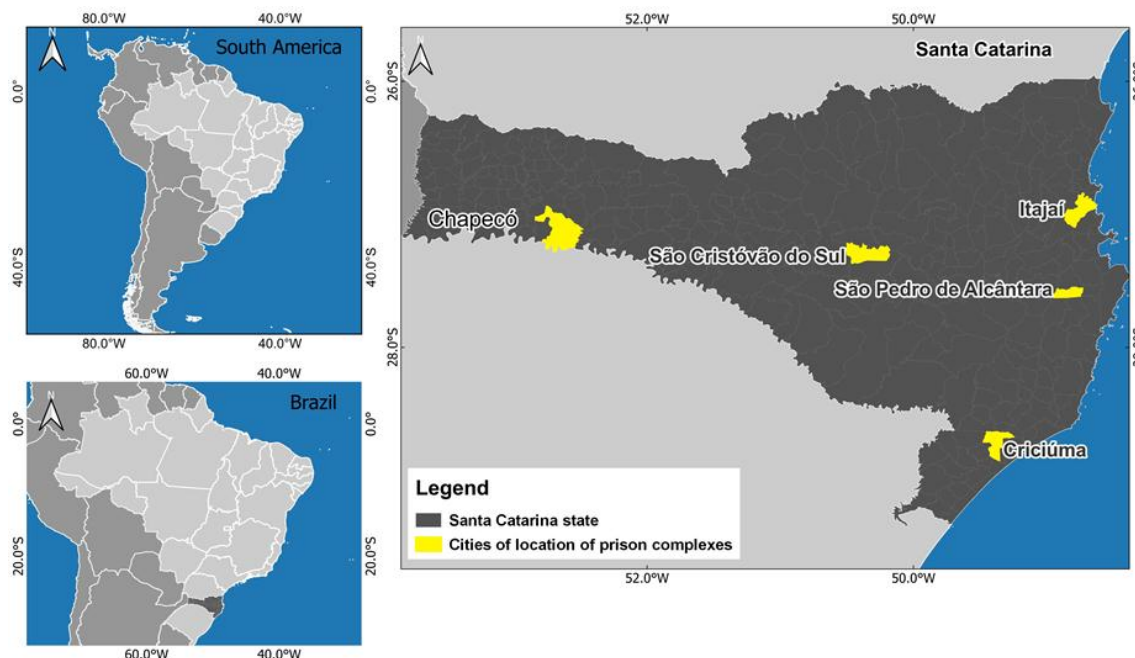 80.0°W 40.0°W
N
South America
0.0°
0.0°
40.0°S
40.0°S
80.0°W 40.0°W
60.0°W 40.0°W
N
Brazil
0.0°
0.0°
20.0°S
20.0°S
60.0°W 40.0°W
52.0°W 50.0°W
N
Santa Catarina
26.0°S
Itajaí
Chapecó
São Cristóvão do Sul
São Pedro de Alcântara
28.0°S
Criciúma
Legend
Santa Catarina state
Cities of location of prison complexes
52.0°W 50.0°W